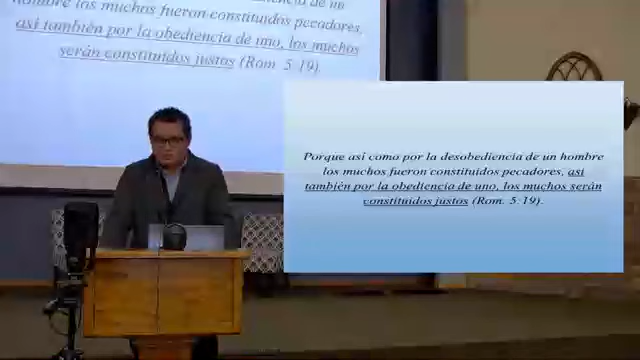 hombre los muchos fueron constituidos pecadores,
así también por la obediencia de uno, los muchos
serán constituidos justos (Rom. 5:19).
Porque así como por la desobediencia de un hombre
los muchos fueron constituidos pecadores, así
también por la obediencia de uno, los muchos serán
constituidos justos (Rom. 5:19).